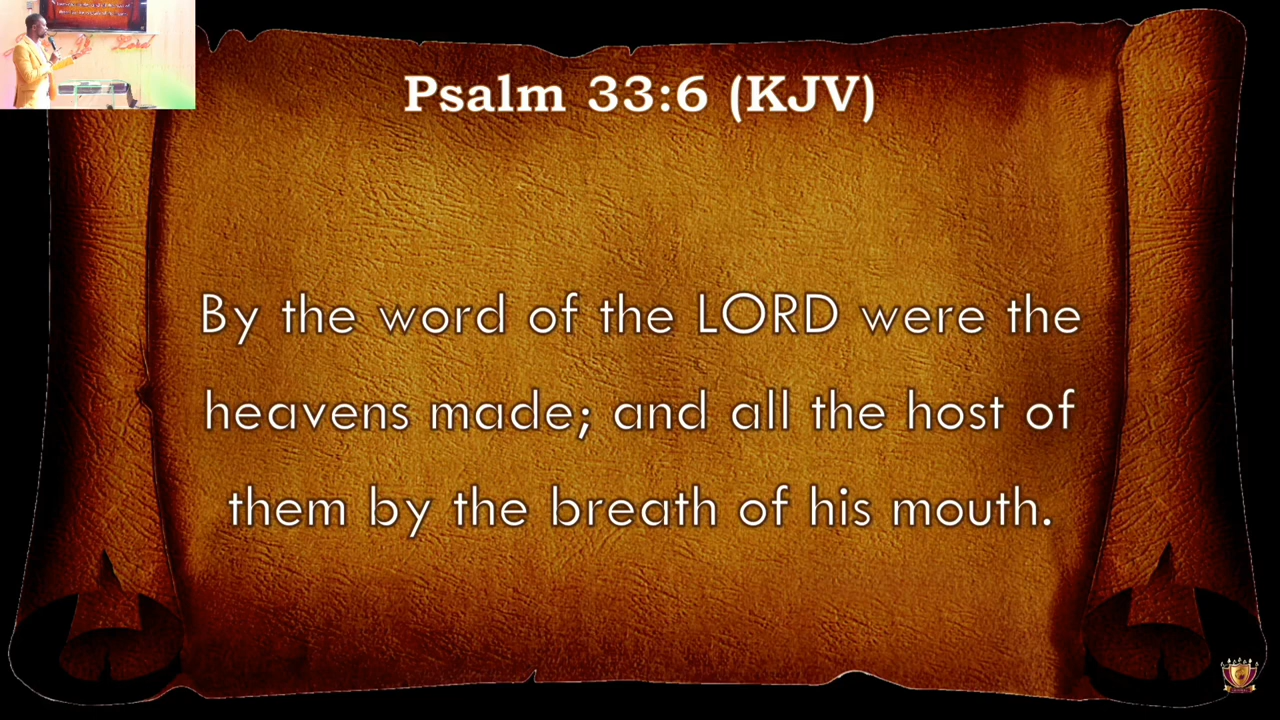 Psalm 33:6 (KJV)
By the word of the LORD were the
heavens made; and all the host of
them by the breath of his mouth.
Lord